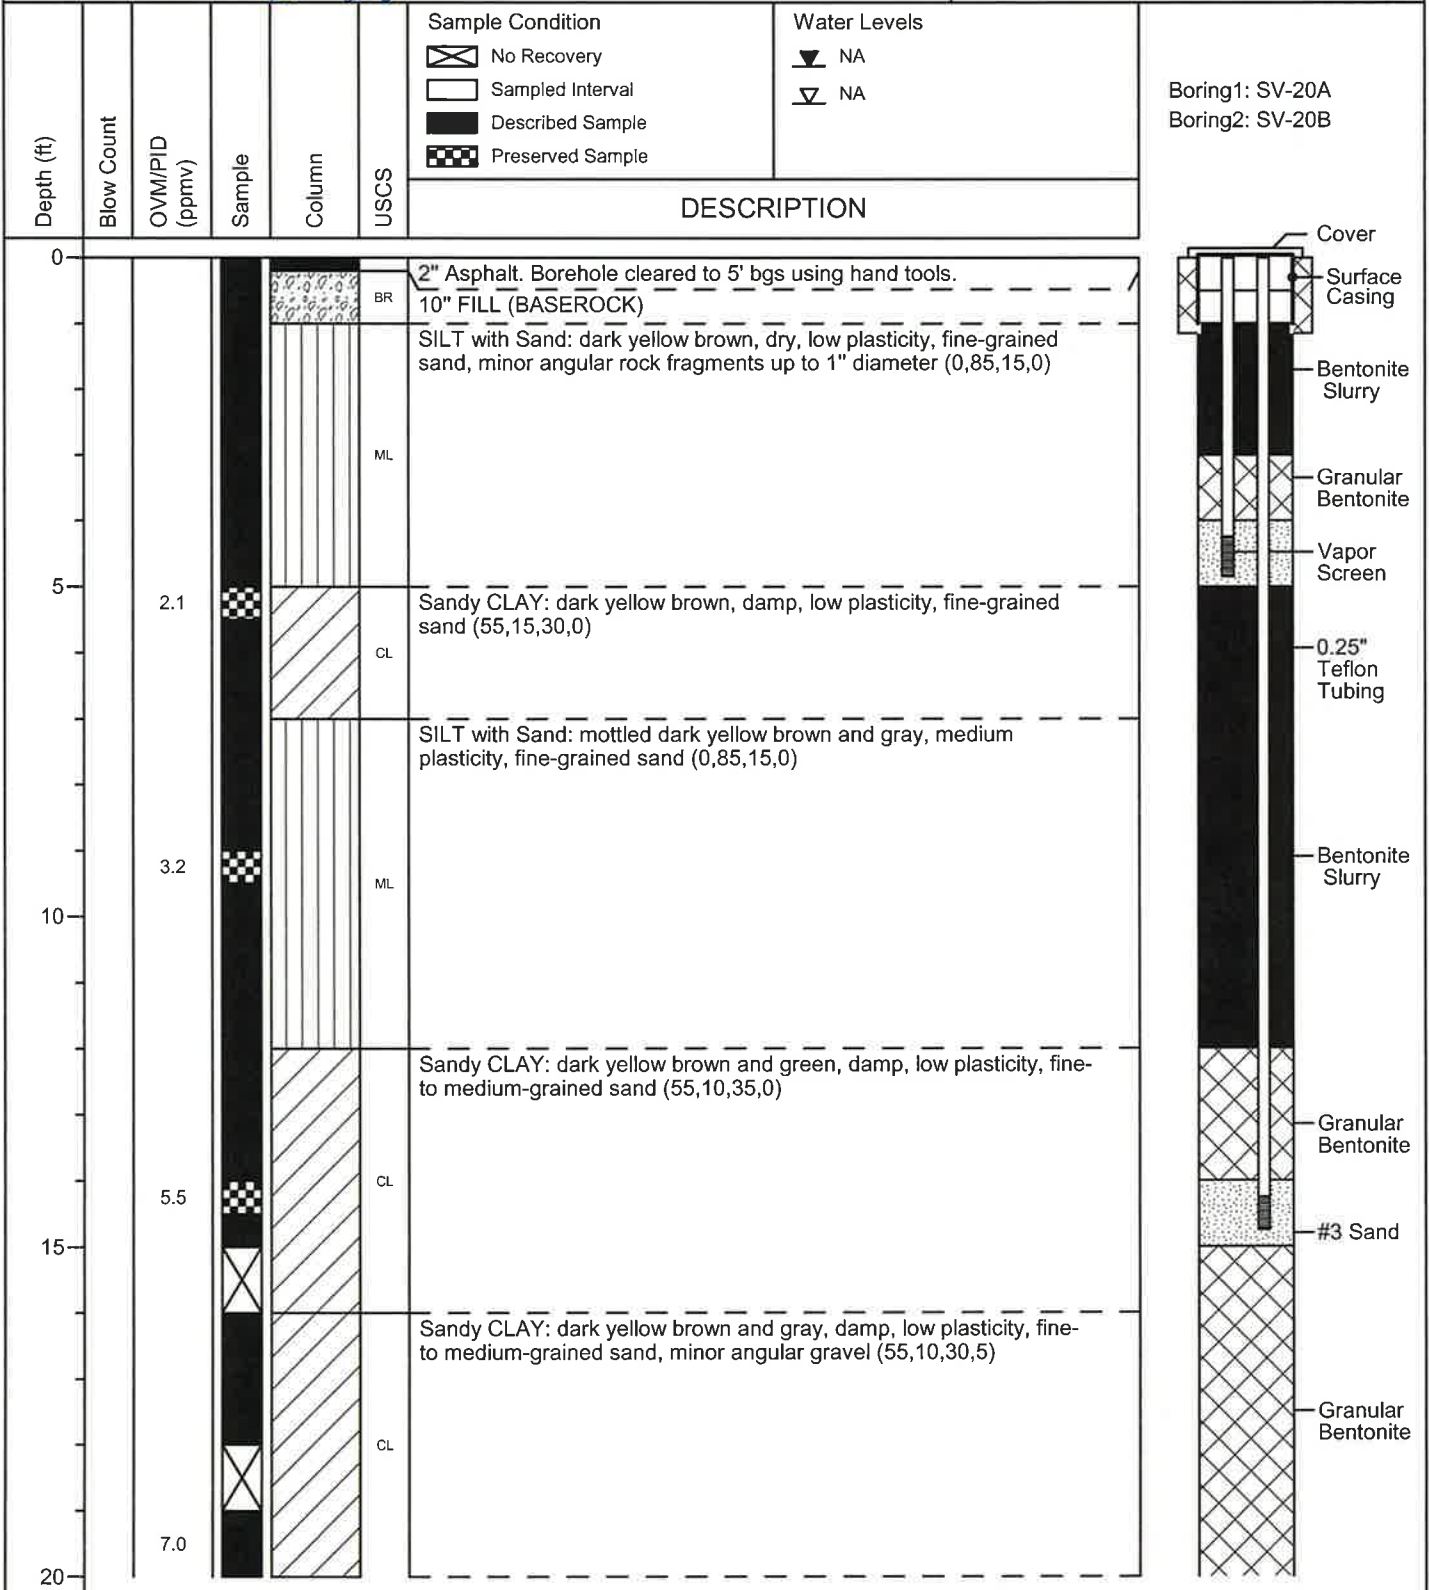 Sample Condition
No Recovery
Sampled Interval
Described Sample
Preserved Sample
Water Levels
NA
NA
Boring1: SV-20A
Boring2: SV-20B
Depth (ft)
Blow Count
OVM/PID
(ppmv)
Sample
Column
USCS
DESCRIPTION
0
2" Asphalt. Borehole cleared to 5' bgs using hand tools.
BR
10" FILL (BASEROCK)
SILT with Sand: dark yellow brown, dry, low plasticity, fine-grained
sand, minor angular rock fragments up to 1" diameter (0,85,15,0)
ML
5
2.1
Sandy CLAY: dark yellow brown, damp, low plasticity, fine-grained
sand (55,15,30,0)
CL
SILT with Sand: mottled dark yellow brown and gray, medium
plasticity, fine-grained sand (0,85,15,0)
3.2
ML
10
Sandy CLAY: dark yellow brown and green, damp, low plasticity, fine-
to medium-grained sand (55,10,35,0)
CL
5.5
15
Sandy CLAY: dark yellow brown and gray, damp, low plasticity, fine-
to medium-grained sand, minor angular gravel (55,10,30,5)
CL
7.0
20
Cover
Surface
Casing
Bentonite
Slurry
Granular
Bentonite
Vapor
Screen
0.25"
Teflon
Tubing
Bentonite
Slurry
Granular
Bentonite
#3 Sand
Granular
Bentonite